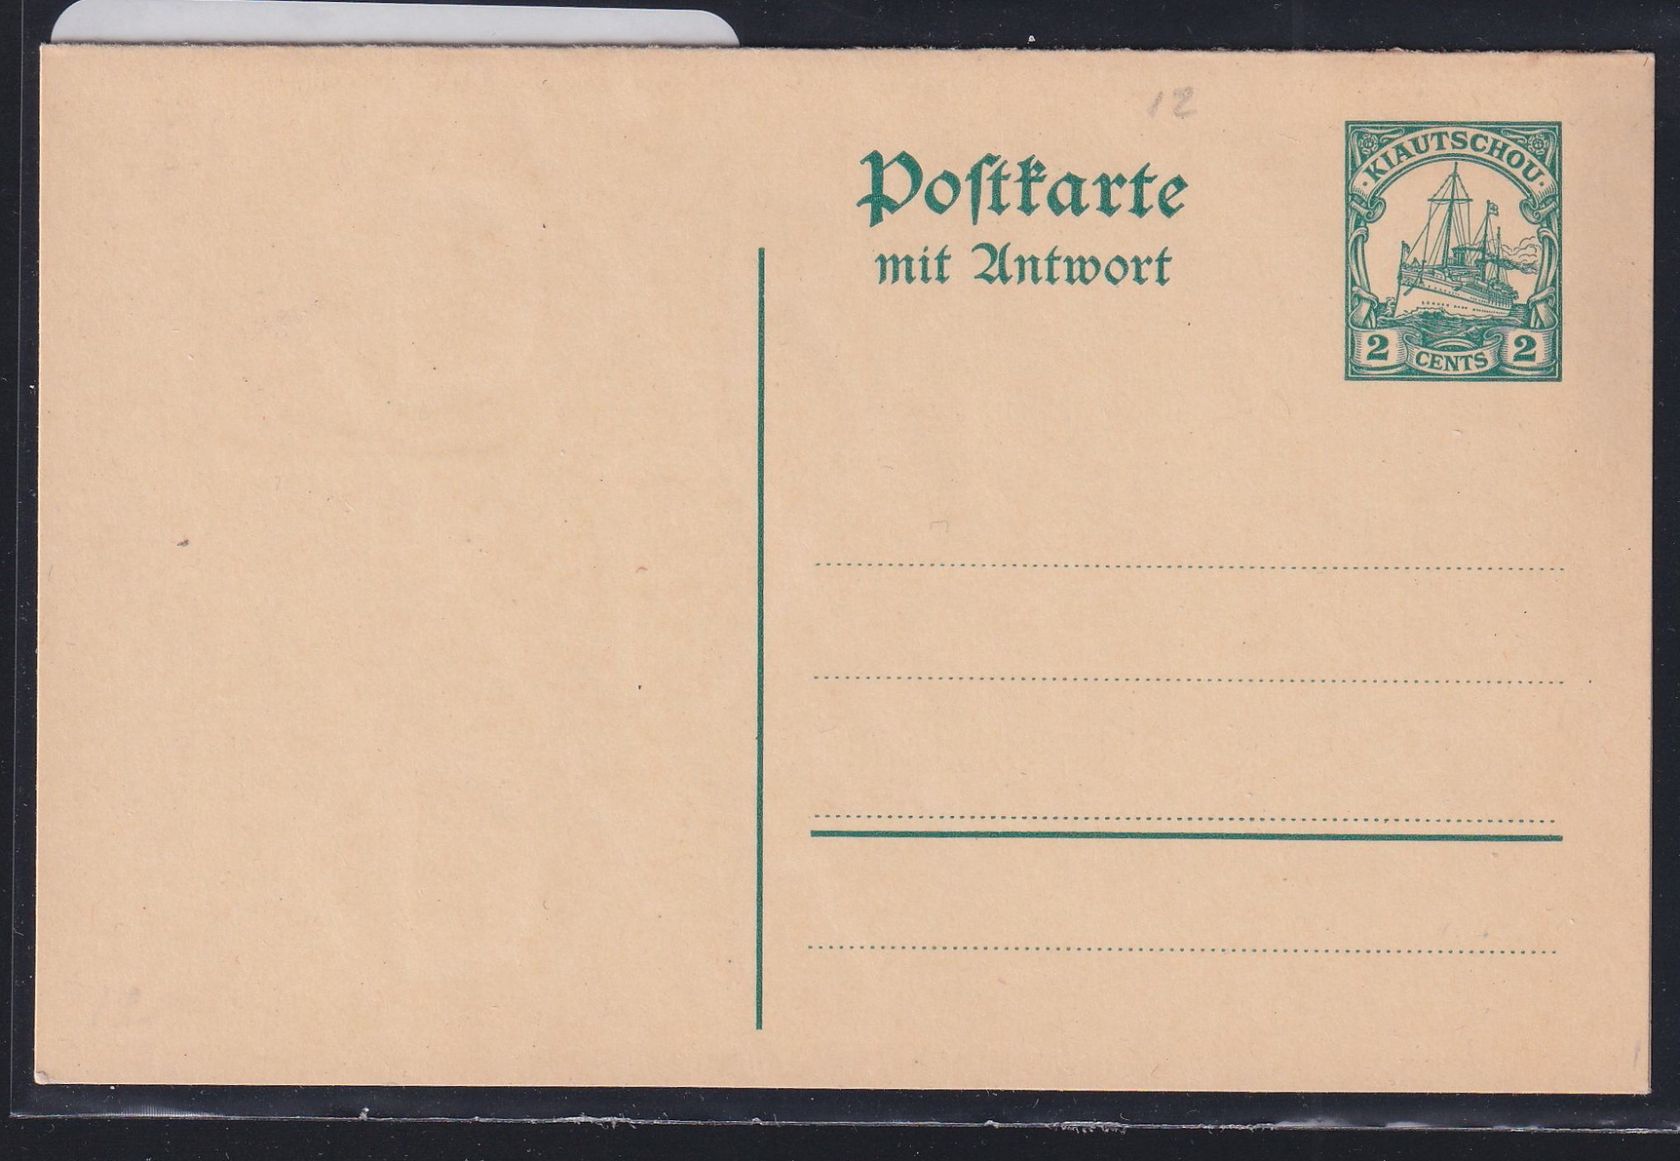 12
Postkarte
mit Antwort
KIAUTSCHOU
2 CENTS 2